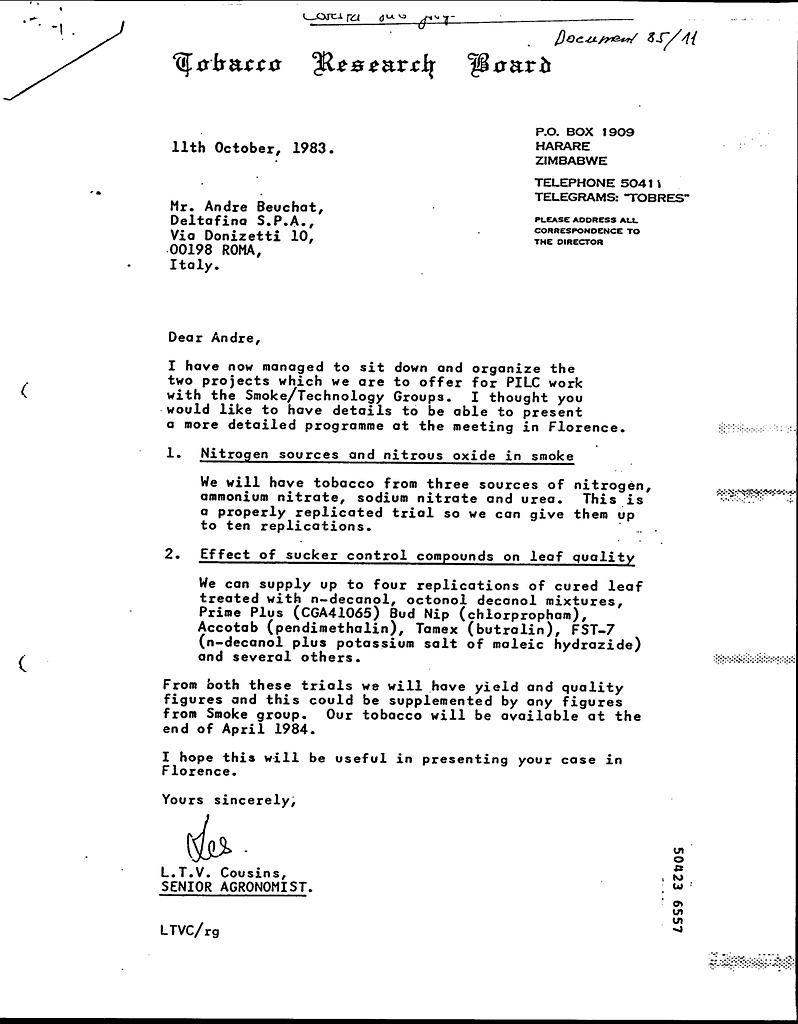 Document 85/11
Tobacco Research Board
P.O. BOX 1909
HARARE
ZIMBABWE
TELEPHONE 50411
TELEGRAMS: "TOBRES"
PLEASE ADDRESS ALL
CORRESPONDENCE TO
THE DIRECTOR
11th October, 1983.
Mr. Andre Beuchat,
Deltafina S.P.A.,
Via Donizetti 10,
00198 ROMA,
Italy.
Dear Andre,
I have now managed to sit down and organize the
two projects which we are to offer for PILC work
with the Smoke/Technology Groups.  I thought you
would like to have details to be able to present
a more detailed programme at the meeting in Florence.
1. Nitrogen sources and nitrous oxide in smoke
We will have tobacco from three sources of nitrogen,
ammonium nitrate, sodium nitrate and urea.  This is
a properly replicated trial so we can give them up
to ten replications.
2. Effect of sucker control compounds on leaf quality
We can supply up to four replications of cured leaf
treated with n-decanol, octonol decanol mixtures,
Prime Plus (CGA41065) Bud Nip (chlorpropham),
Accotab (pendimethalin), Tamex (butralin), FST-7
(n-decanol plus potassium salt of maleic hydrazide)
and several others.
From both these trials we will have yield and quality
figures and this could be supplemented by any figures
from Smoke group.  Our tobacco will be available at the
end of April 1984.
I hope this will be useful in presenting your case in
Florence.
Yours sincerely,
Les
L.T.V. Cousins,
SENIOR AGRONOMIST.
LTVC/rg
50423 6557